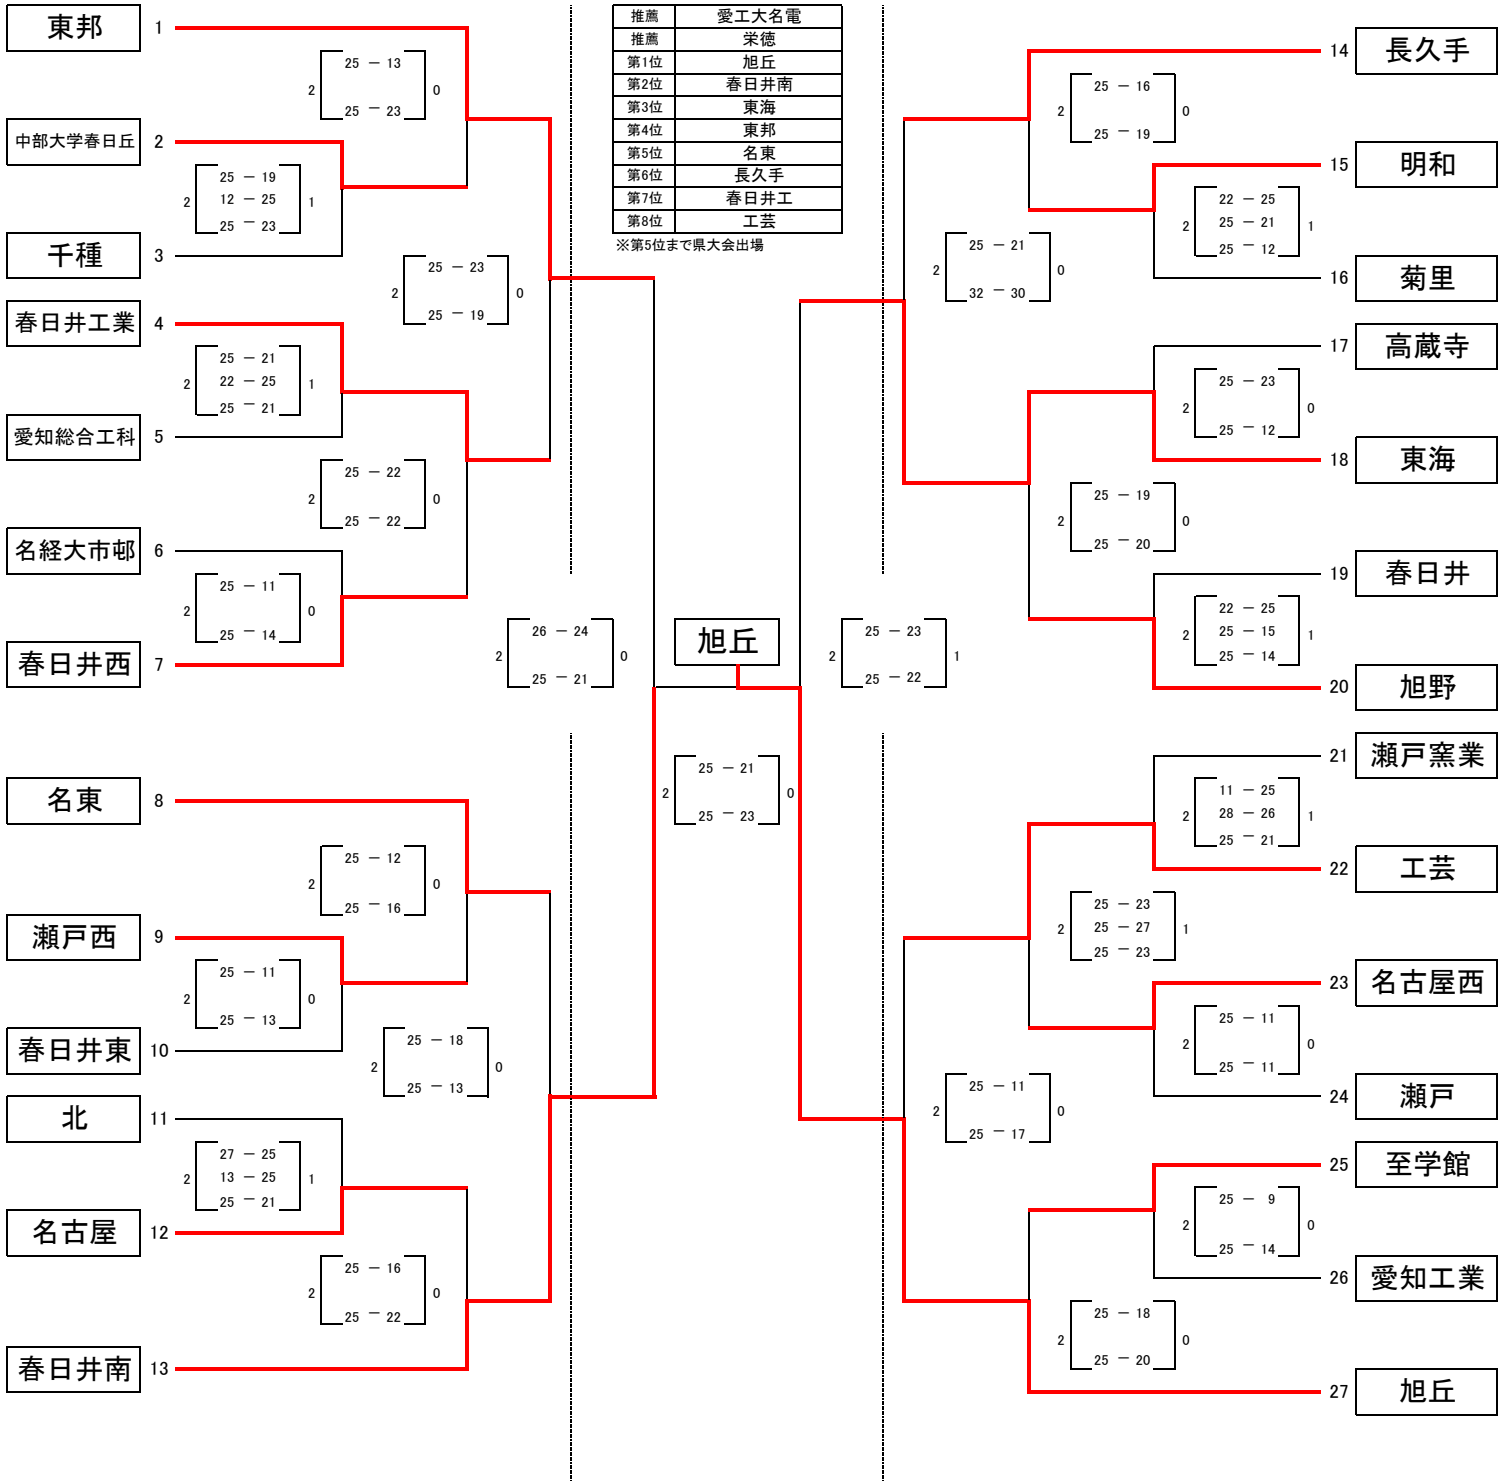 推薦 愛工大名電
推薦 栄徳
第1位 旭丘
第2位 春日井南
第3位 東海
第4位 東邦
第5位 名東
第6位 長久手
第7位 春日井工
第8位 工芸
※第5位まで県大会出場
東邦 1
2 25 － 13 0
25 － 23
中部大学春日丘 2
2 25 － 19 1
12 － 25
25 － 23
千種 3
2 25 － 23 0
25 － 19
春日井工業 4
2 25 － 21 1
22 － 25
25 － 21
愛知総合工科 5
2 25 － 22 0
25 － 22
名経大市邨 6
2 25 － 11 0
25 － 14
春日井西 7
2 26 － 24 0
25 － 21
名東 8
2 25 － 12 0
25 － 16
瀬戸西 9
2 25 － 11 0
25 － 13
春日井東 10
2 25 － 18 0
25 － 13
北 11
2 27 － 25 1
13 － 25
25 － 21
名古屋 12
2 25 － 16 0
25 － 22
春日井南 13
旭丘
2 25 － 21 0
25 － 23
14 長久手
2 25 － 16 0
25 － 19
15 明和
2 22 － 25 1
25 － 21
25 － 12
16 菊里
2 25 － 21 0
32 － 30
17 高蔵寺
2 25 － 23 0
25 － 12
18 東海
2 25 － 19 0
25 － 20
19 春日井
2 22 － 25 1
25 － 15
25 － 14
20 旭野
2 25 － 23 1
25 － 22
21 瀬戸窯業
2 11 － 25 1
28 － 26
25 － 21
22 工芸
2 25 － 23 1
25 － 27
25 － 23
23 名古屋西
2 25 － 11 0
25 － 11
24 瀬戸
2 25 － 11 0
25 － 17
25 至学館
2 25 － 9 0
25 － 14
26 愛知工業
2 25 － 18 0
25 － 20
27 旭丘